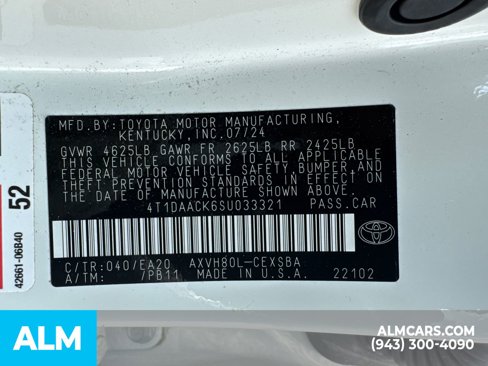 MFD.BY:TOYOTA MOTOR MANUFACTURING,
KENTUCKY, INC.07/24
GVWR 4625LB GAWR FR 2625LB RR 2425LB
THIS VEHICLE CONFORMS TO ALL APPLICABLE
FEDERAL MOTOR VEHICLE SAFETY, BUMPER, AND
THEFT PREVENTION STANDARDS IN EFFECT ON
THE DATE OF MANUFACTURE SHOWN ABOVE.
4T1DAACK6SU033321 PASS.CAR
C/TR:040/EA20 AXVH80L-CEXSBA
A/TM: /PB11 MADE IN U.S.A. 22102
52
42661-06B40
ALM
ALMCARS.COM
(943) 300-4090